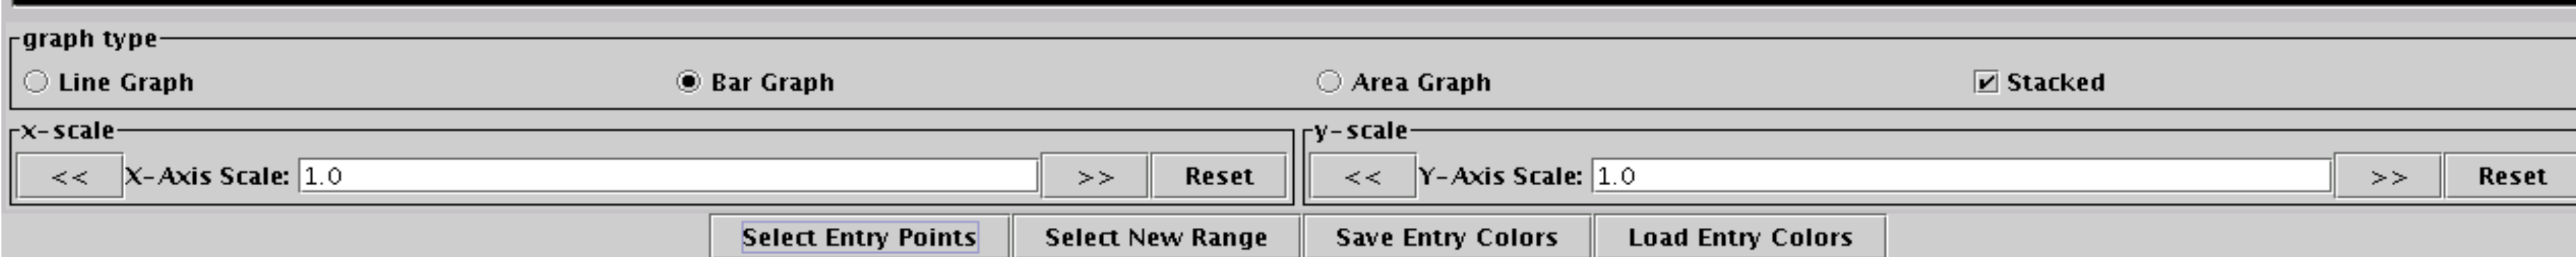 graph type
Line Graph Bar Graph Area Graph Stacked
x-scale y-scale
<< X-Axis Scale: 1.0 >> Reset << Y-Axis Scale: 1.0 >> Reset
Select Entry Points Select New Range Save Entry Colors Load Entry Colors